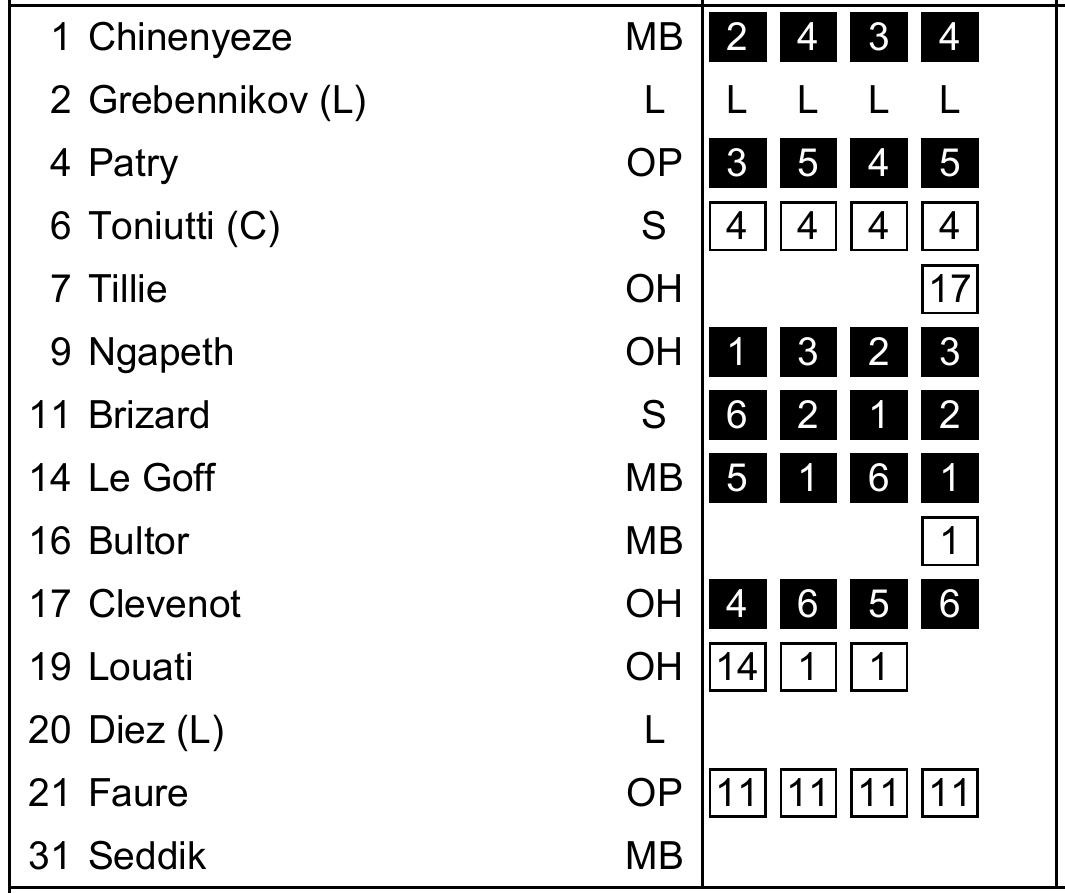 1 Chinenyeze MB 2 4 3 4
2 Grebennikov (L) L L L L L
4 Patry OP 3 5 4 5
6 Toniutti (C) S 4 4 4 4
7 Tillie OH 17
9 Ngapeth OH 1 3 2 3
11 Brizard S 6 2 1 2
14 Le Goff MB 5 1 6 1
16 Bultor MB 1
17 Clevenot OH 4 6 5 6
19 Louati OH 14 1 1
20 Diez (L) L
21 Faure OP 11 11 11 11
31 Seddik MB